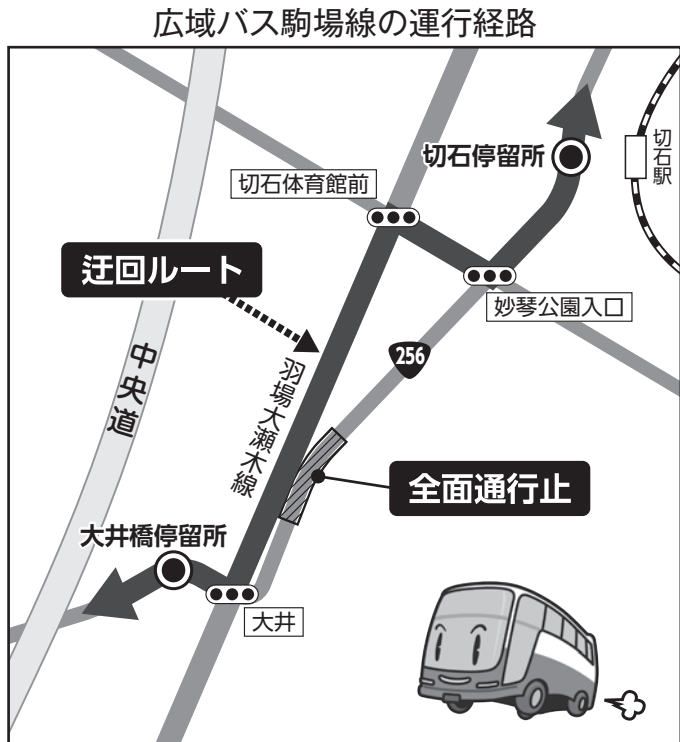 広域バス駒場線の運行経路
切石停留所
切石駅
切石体育館前
迂回ルート
妙琴公園入口
256
中央道
羽場大瀬木線
全面通行止
大井橋停留所
大井